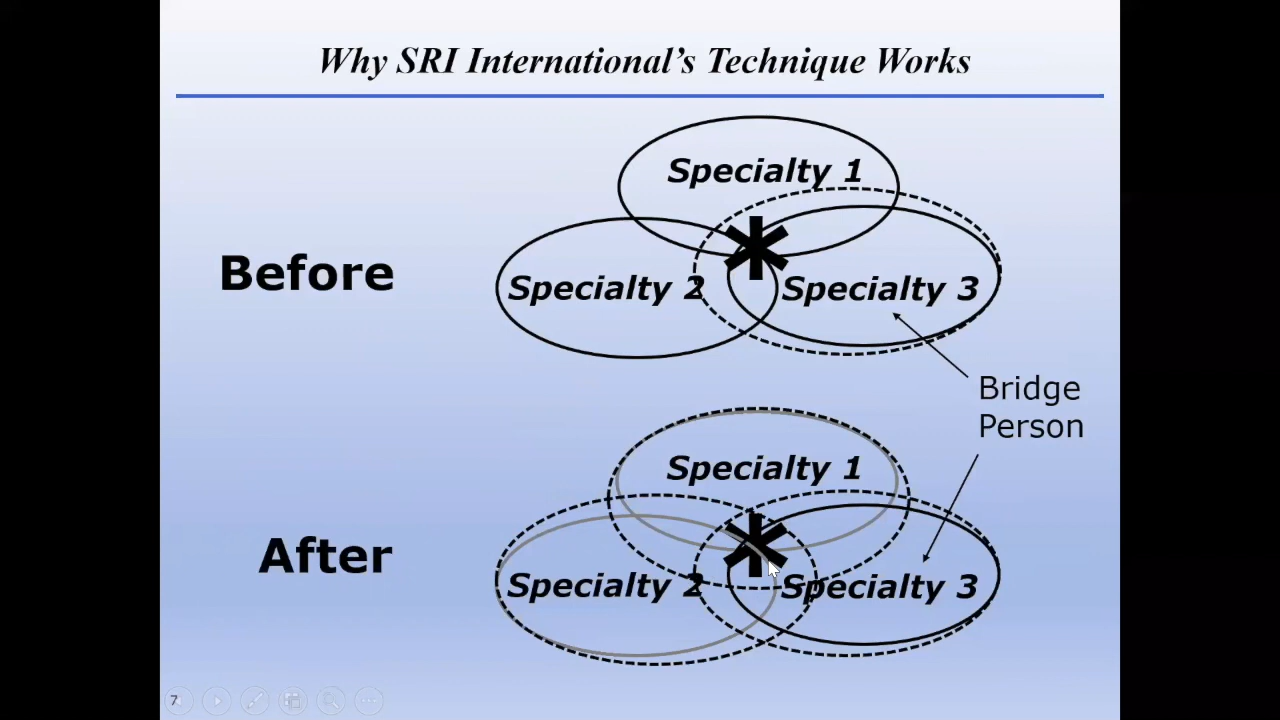 Why SRI International's Technique Works
Specialty 1
Before
Specialty 2
Specialty 3
*
Bridge
Person
Specialty 1
After
Specialty 2
Specialty 3
*
7